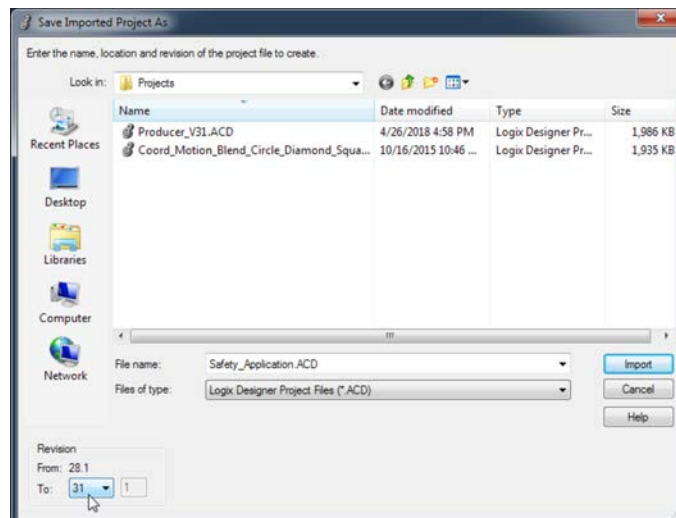 Save Imported Project As
Enter the name, location and revision of the project file to create.
Look in: Projects
Name Date modified Type Size
Producer_V31.ACD 4/26/2018 4:58 PM Logix Designer Pr... 1,986 KB
Coord_Motion_Blend_Circle_Diamond_Squa... 10/16/2015 10:46 ... Logix Designer Pr... 1,935 KB
Recent Places
Desktop
Libraries
Computer
Network
File name: Safety_Application.ACD Import
Files of type: Logix Designer Project Files (*.ACD) Cancel
Help
Revision
From: 28.1
To: 31 1